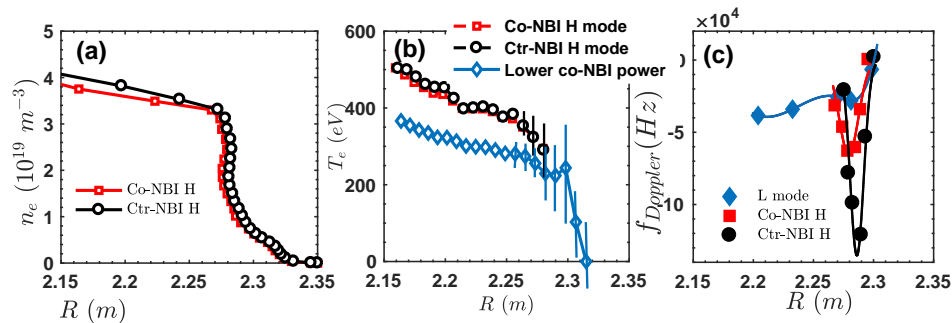 (a)
5
4
3
2
1
0
n_e (10^19 m^−3)
Co-NBI H
Ctr-NBI H
2.15 2.2 2.25 2.3 2.35
R (m)
(b)
600
400
200
0
T_e (eV)
Co-NBI H mode
Ctr-NBI H mode
Lower co-NBI power
2.15 2.2 2.25 2.3 2.35
R (m)
(c)
×10^4
0
-5
-10
f_Doppler (Hz)
L mode
Co-NBI H
Ctr-NBI H
2.15 2.2 2.25 2.3 2.35
R (m)